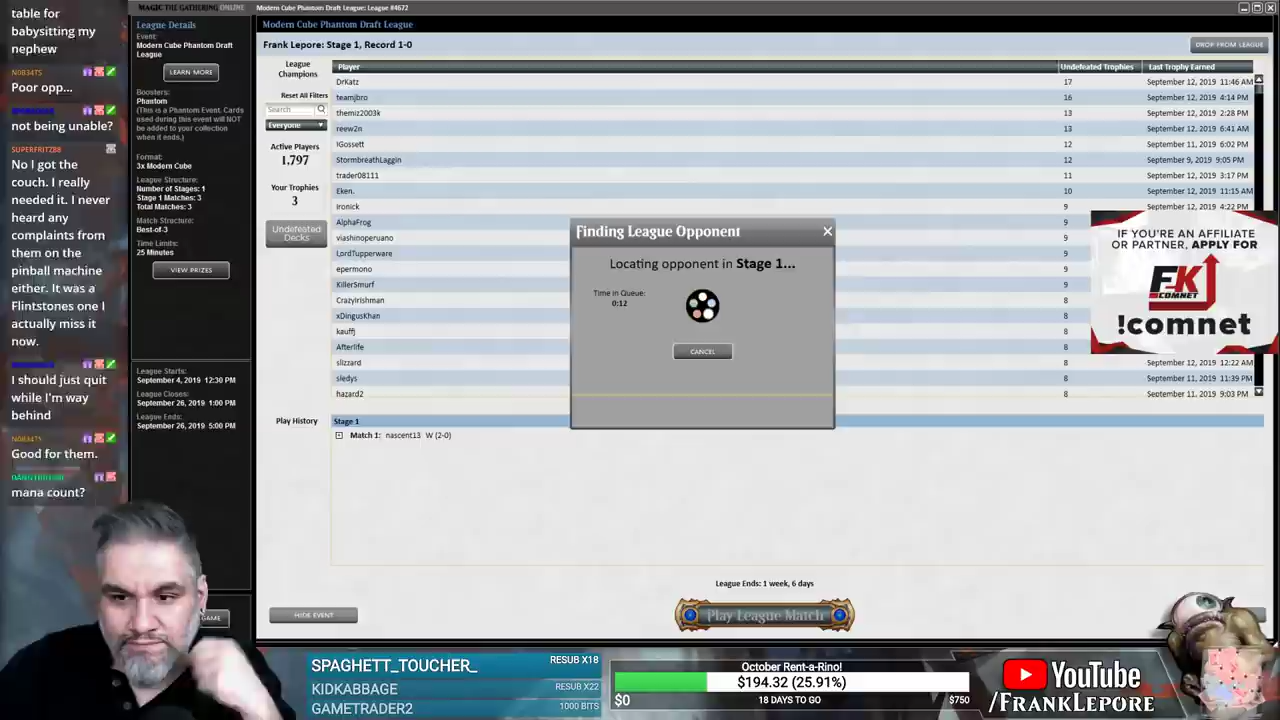 table for
babysitting my
nephew
N0B34TS
Poor opp...
not being unable?
SUPERFRITZBB
No I got the
couch. I really
needed it. I never
heard any
complaints from
them on the
pinball machine
either. It was a
Flintstones one I
actually miss it
now.
I should just quit
while I'm way
behind
N0B34TS
Good for them.
mana count?
MAGIC THE GATHERING ONLINE
Modern Cube Phantom Draft League: League #4672
League Details
Event:
Modern Cube Phantom Draft
League
LEARN MORE
Boosters:
Phantom
(This is a Phantom Event. Cards
used during this event will NOT
be added to your collection
when it ends.)
Format:
3x Modern Cube
League Structure:
Number of Stages: 1
Stage 1 Matches: 3
Total Matches: 3
Match Structure:
Best-of-3
Time Limits:
25 Minutes
VIEW PRIZES
League Starts:
September 4, 2019 12:30 PM
League Closes:
September 26, 2019 1:00 PM
League Ends:
September 26, 2019 5:00 PM
GAME
Modern Cube Phantom Draft League
Frank Lepore: Stage 1, Record 1-0
DROP FROM LEAGUE
League
Champions
Reset All Filters
Search
Everyone
Active Players
1,797
Your Trophies
3
Undefeated
Decks
Player Undefeated Trophies Last Trophy Earned
DrKatz 17 September 12, 2019 11:46 AM
teamjbro 16 September 12, 2019 4:14 PM
themiz2003k 13 September 12, 2019 2:28 PM
reew2n 13 September 12, 2019 6:41 AM
!Gossett 12 September 11, 2019 6:02 PM
StormbreathLaggin 12 September 9, 2019 9:05 PM
trader08111 11 September 12, 2019 3:17 PM
Eken. 10 September 12, 2019 11:15 AM
ironick 9 September 12, 2019 4:22 PM
AlphaFrog 9
viashinoperuano 9
LordTupperware 9
epermono 9
KillerSmurf 9
CrazyIrishman 8
xDingusKhan 8
kauffj 8
Afterlife 8
slizzard 8 September 12, 2019 12:22 AM
sledys 8 September 11, 2019 11:39 PM
hazard2 8 September 11, 2019 9:03 PM
Finding League Opponent
Locating opponent in Stage 1...
Time in Queue:
0:12
CANCEL
IF YOU'RE AN AFFILIATE
OR PARTNER, APPLY FOR
COMNET
!comnet
Play History
Stage 1
Match 1: nascent13 W (2-0)
League Ends: 1 week, 6 days
HIDE EVENT
Play League Match
SPAGHETT_TOUCHER_ RESUB X18
KIDKABBAGE RESUB X22
GAMETRADER2 1000 BITS
October Rent-a-Rino!
$194.32 (25.91%)
$0 18 DAYS TO GO $750
YouTube
/FRANKLEPORE